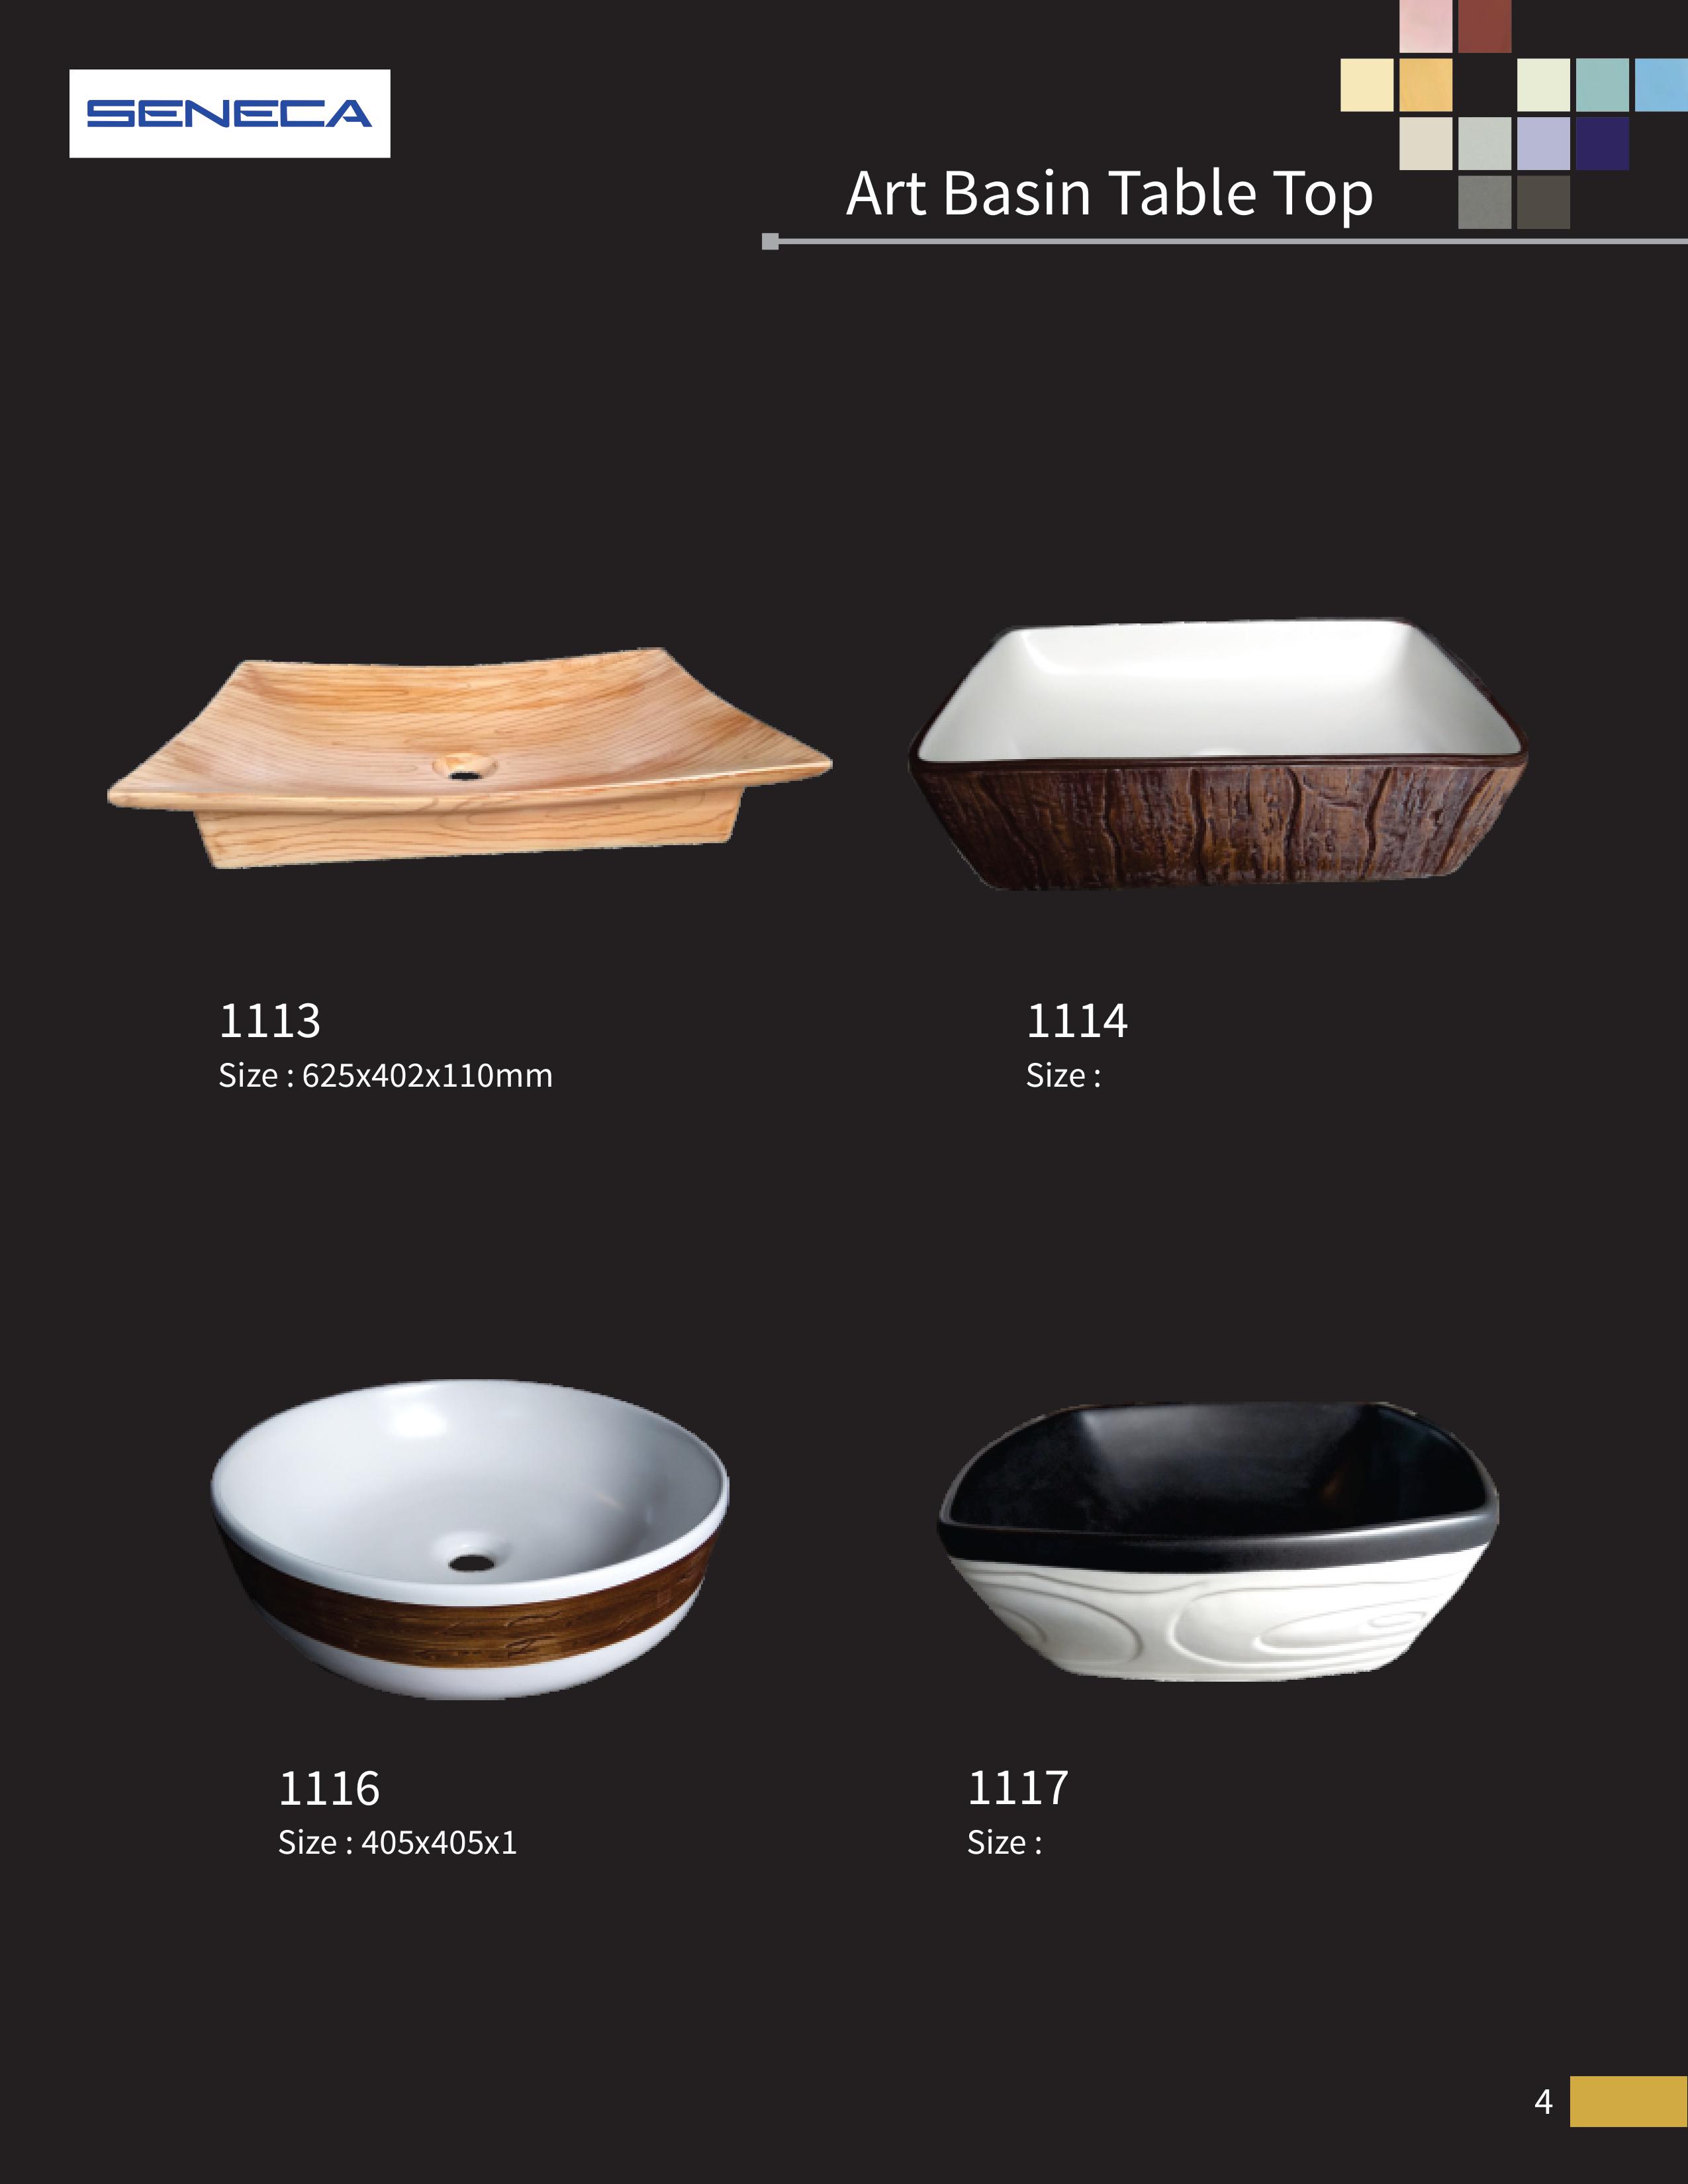 SENECA
Art Basin Table Top
1113
Size : 625x402x110mm
1114
Size :
1116
Size : 405x405x1
1117
Size :
4